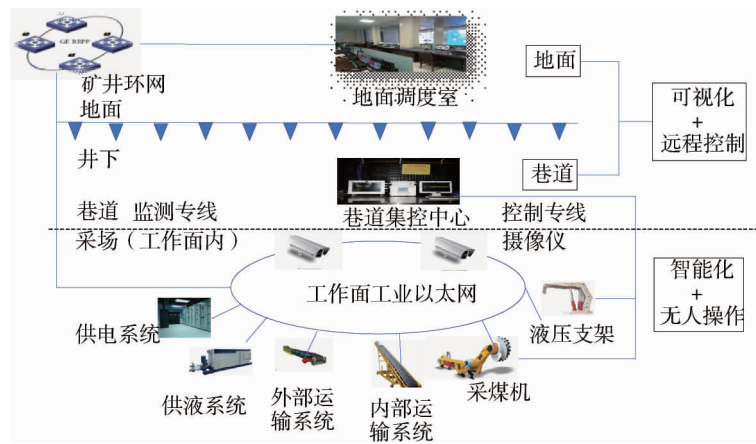 GE RRPP
矿井环网
地面
地面调度室
地面
可视化
+
远程控制
井下
巷道
巷道 监测专线
巷道集控中心
控制专线
采场（工作面内）
摄像仪
工作面工业以太网
智能化
+
无人操作
供电系统
液压支架
供液系统
外部运
输系统
内部运
输系统
采煤机